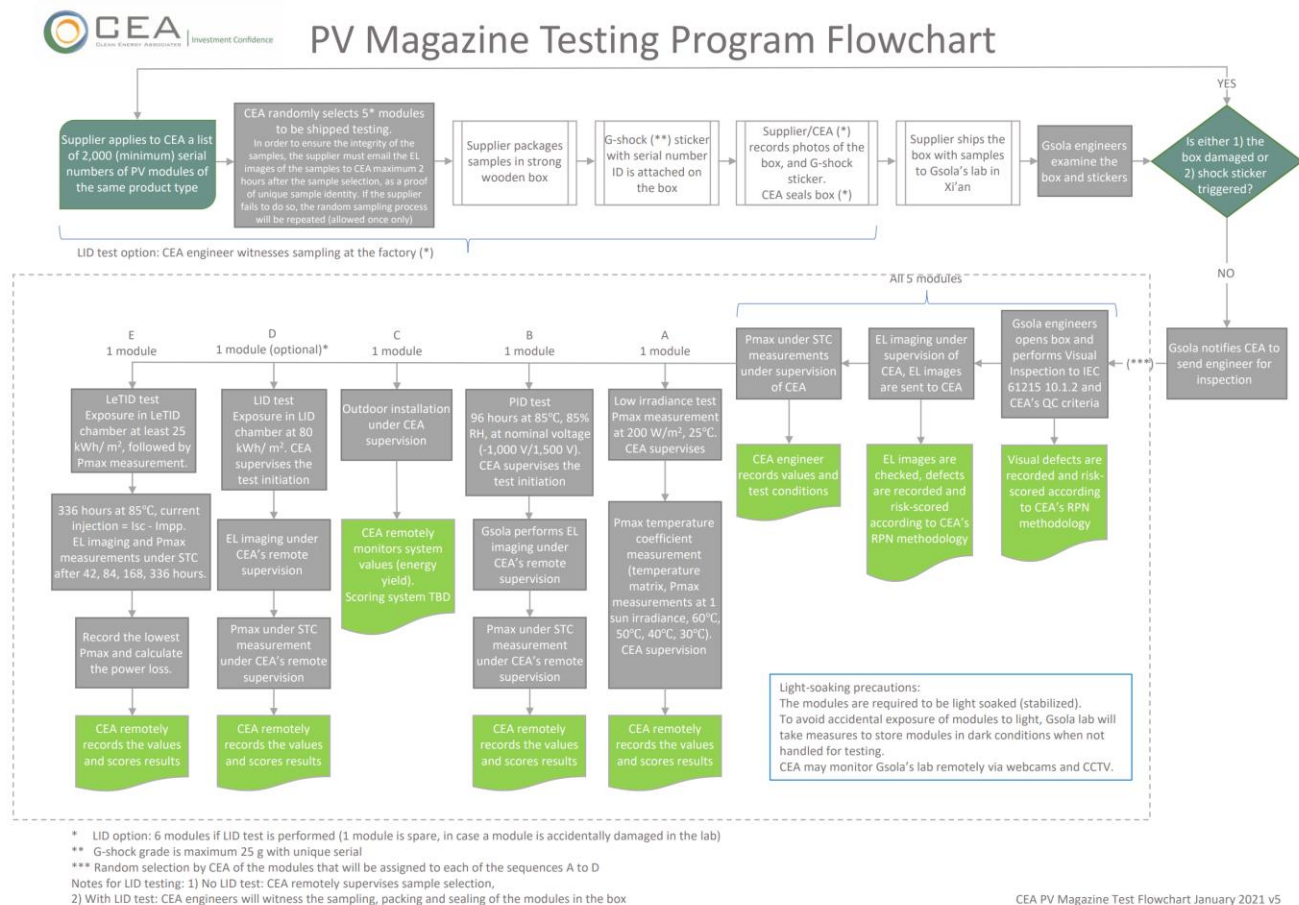 CEA
CLEAN ENERGY ASSOCIATES
Investment Confidence
PV Magazine Testing Program Flowchart
YES
Supplier applies to CEA a list
of 2,000 (minimum) serial
numbers of PV modules of
the same product type
CEA randomly selects 5* modules
to be shipped testing.
In order to ensure the integrity of the
samples, the supplier must email the EL
images of the samples to CEA maximum 2
hours after the sample selection, as a proof
of unique sample identity. If the supplier
fails to do so, the random sampling process
will be repeated (allowed once only)
Supplier packages
samples in strong
wooden box
G-shock (**) sticker
with serial number
ID is attached on
the box
Supplier/CEA (*)
records photos of the
box, and G-shock
sticker.
CEA seals box (*)
Supplier ships the
box with samples
to Gsola's lab in
Xi'an
Gsola engineers
examine the
box and stickers
Is either 1) the
box damaged or
2) shock sticker
triggered?
LID test option: CEA engineer witnesses sampling at the factory (*)
NO
All 5 modules
Gsola notifies CEA to
send engineer for
inspection
(***)
Gsola engineers
opens box and
performs Visual
Inspection to IEC
61215 10.1.2 and
CEA's QC criteria
EL imaging under
supervision of
CEA, EL images
are sent to CEA
Pmax under STC
measurements
under supervision
of CEA
Visual defects are
recorded and risk-
scored according
to CEA's RPN
methodology
EL images are
checked, defects
are recorded and
risk-scored
according to CEA's
RPN methodology
CEA engineer
records values and
test conditions
A
1 module
Low irradiance test
Pmax measurement
at 200 W/m², 25°C.
CEA supervises
Pmax temperature
coefficient
measurement
(temperature
matrix, Pmax
measurements at 1
sun irradiance, 60°C,
50°C, 40°C, 30°C).
CEA supervision
CEA remotely
records the values
and scores results
B
1 module
PID test
96 hours at 85°C, 85%
RH, at nominal voltage
(-1,000 V/1,500 V).
CEA supervises the
test initiation
Gsola performs EL
imaging under
CEA's remote
supervision
Pmax under STC
measurement
under CEA's remote
supervision
CEA remotely
records the values
and scores results
C
1 module
Outdoor installation
under CEA
supervision
CEA remotely
monitors system
values (energy
yield).
Scoring system TBD
D
1 module (optional)*
LID test
Exposure in LID
chamber at 80
kWh/ m². CEA
supervises the
test initiation
EL imaging under
CEA's remote
supervision
Pmax under STC
measurement
under CEA's remote
supervision
CEA remotely
records the values
and scores results
E
1 module
LeTID test
Exposure in LeTID
chamber at least 25
kWh/ m², followed by
Pmax measurement.
336 hours at 85°C, current
injection = Isc - Impp.
EL imaging and Pmax
measurements under STC
after 42, 84, 168, 336 hours.
Record the lowest
Pmax and calculate
the power loss.
CEA remotely
records the values
and scores results
Light-soaking precautions:
The modules are required to be light soaked (stabilized).
To avoid accidental exposure of modules to light, Gsola lab will
take measures to store modules in dark conditions when not
handled for testing.
CEA may monitor Gsola's lab remotely via webcams and CCTV.
* LID option: 6 modules if LID test is performed (1 module is spare, in case a module is accidentally damaged in the lab)
** G-shock grade is maximum 25 g with unique serial
*** Random selection by CEA of the modules that will be assigned to each of the sequences A to D
Notes for LID testing: 1) No LID test: CEA remotely supervises sample selection,
2) With LID test: CEA engineers will witness the sampling, packing and sealing of the modules in the box
CEA PV Magazine Test Flowchart January 2021 v5